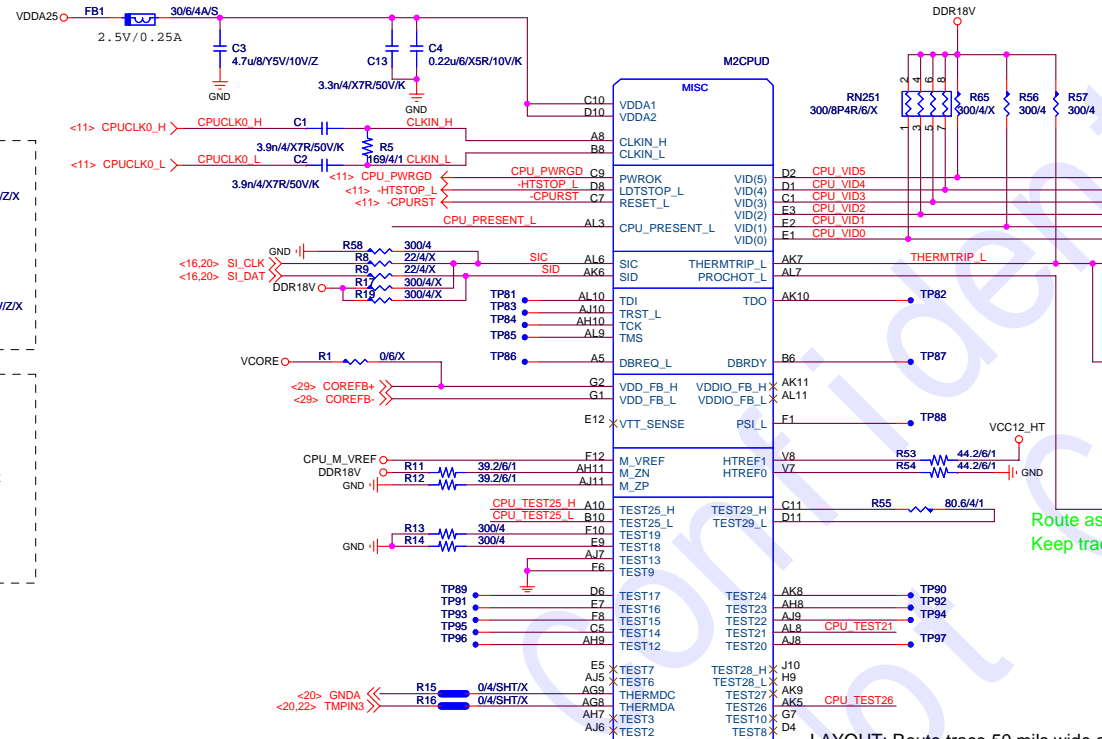 VDDA25
FB1
30/6/4A/S
2.5V/0.25A
C3
4.7u/8/Y5V/10V/Z
GND
C13
3.3n/4/X7R/50V/K
C4
0.22u/6/X5R/10V/K
GND
M2CPUD
MISC
DDR18V
RN251
300/8P4R/6/X
2
4
6
8
1
3
5
7
R65
300/4/X
R56
300/4
R57
300/4
<11> CPUCLK0_H
CPUCLK0_H
C1
3.9n/4/X7R/50V/K
CLKIN_H
R5
169/4/1
<11> CPUCLK0_L
CPUCLK0_L
C2
3.9n/4/X7R/50V/K
CLKIN_L
C10 VDDA1
D10 VDDA2
A8 CLKIN_H
B8 CLKIN_L
<11> CPU_PWRGD
CPU_PWRGD
C9 PWROK
<11> -HTSTOP_L
-HTSTOP_L
D8 LDTSTOP_L
<11> -CPURST
-CPURST
C7 RESET_L
CPU_PRESENT_L
AL3 CPU_PRESENT_L
VID(5) D2 CPU_VID5
VID(4) D1 CPU_VID4
VID(3) C1 CPU_VID3
VID(2) E3 CPU_VID2
VID(1) E2 CPU_VID1
VID(0) E1 CPU_VID0
GND
R58 300/4
<16,20> SI_CLK
R8 22/4/X
<16,20> SI_DAT
R9 22/4/X
DDR18V
R17 300/4/X
R19 300/4/X
SIC AL6 SIC
SID AK6 SID
THERMTRIP_L AK7 THERMTRIP_L
PROCHOT_L AL7
TP81 AL10 TDI
TP83 AJ10 TRST_L
TP84 AH10 TCK
TP85 AL9 TMS
TP86 A5 DBREQ_L
TDO AK10 TP82
DBRDY B6 TP87
VCORE
R1 0/6/X
<29> COREFB+
G2 VDD_FB_H
<29> COREFB-
G1 VDD_FB_L
VDDIO_FB_H AK11
VDDIO_FB_L AL11
E12 VTT_SENSE
PSI_L F1 TP88
VCC12_HT
CPU_M_VREF
F12 M_VREF
DDR18V
R11 39.2/6/1
AH11 M_ZN
GND
R12 39.2/6/1
AJ11 M_ZP
HTREF1 V8 R53 44.2/6/1
HTREF0 V7 R54 44.2/6/1
GND
CPU_TEST25_H A10 TEST25_H
CPU_TEST25_L B10 TEST25_L
R13 300/4 F10 TEST19
GND
R14 300/4 E9 TEST18
AJ7 TEST13
F6 TEST9
TEST29_H C11 R55 80.6/4/1
TEST29_L D11
Route as
Keep tra
TP89 D6 TEST17
TP91 E7 TEST16
TP93 F8 TEST15
TP95 C5 TEST14
TP96 AH9 TEST12
TEST24 AK8 TP90
TEST23 AH8 TP92
TEST22 AJ9 TP94
TEST21 AL8 CPU_TEST21
TEST20 AJ8 TP97
E5 TEST7
AJ5 TEST6
<20> GNDA
R15 0/4/SHT/X
AG9 THERMDC
<20,22> TMPIN3
R16 0/4/SHT/X
AG8 THERMDA
AH7 TEST3
AJ6 TEST2
TEST28_H J10
TEST28_L H9
TEST27 AK9
TEST26 AK5 CPU_TEST26
TEST10 G7
TEST8 D4
/Z/X
/Z/X